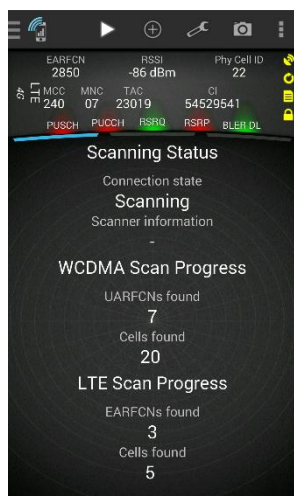 EARFCN RSSI Phy Cell ID
2850 -86 dBm 22
4G LTE
MCC MNC TAC CI
240 07 23019 54529541
PUSCH PUCCH RSRQ RSRP BLER DL
Scanning Status
Connection state
Scanning
Scanner information
-
WCDMA Scan Progress
UARFCNs found
7
Cells found
20
LTE Scan Progress
EARFCNs found
3
Cells found
5